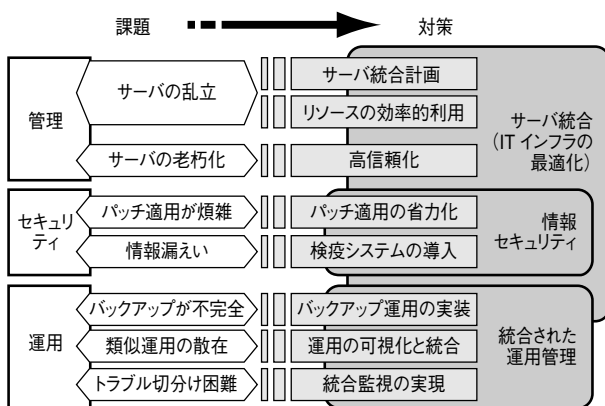 課題
対策
管理
サーバの乱立
サーバ統合計画
リソースの効率的利用
サーバの老朽化
高信頼化
サーバ統合
(IT インフラの
最適化)
セキュリ
ティ
パッチ適用が煩雑
パッチ適用の省力化
情報漏えい
検疫システムの導入
情報
セキュリティ
運用
バックアップが不完全
バックアップ運用の実装
類似運用の散在
運用の可視化と統合
トラブル切分け困難
統合監視の実現
統合された
運用管理